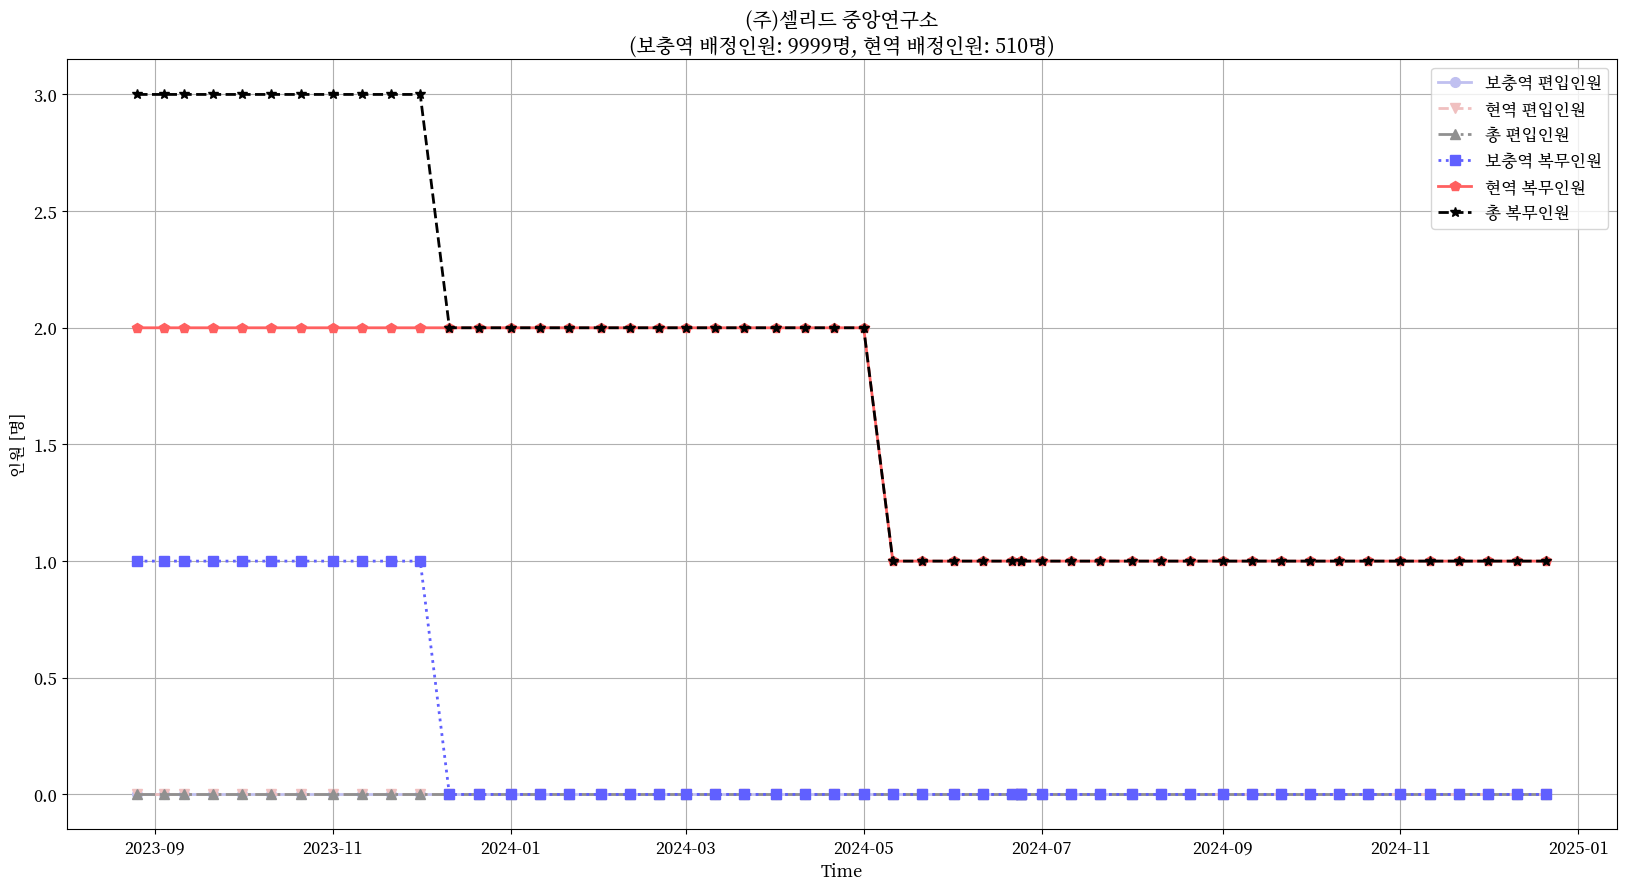 (주)셀리드 중앙연구소
(보충역 배정인원: 9999명, 현역 배정인원: 510명)
보충역 편입인원
현역 편입인원
총 편입인원
보충역 복무인원
현역 복무인원
총 복무인원
3.0
2.5
2.0
1.5
1.0
0.5
0.0
인원 [명]
2023-09 2023-11 2024-01 2024-03 2024-05 2024-07 2024-09 2024-11 2025-01
Time